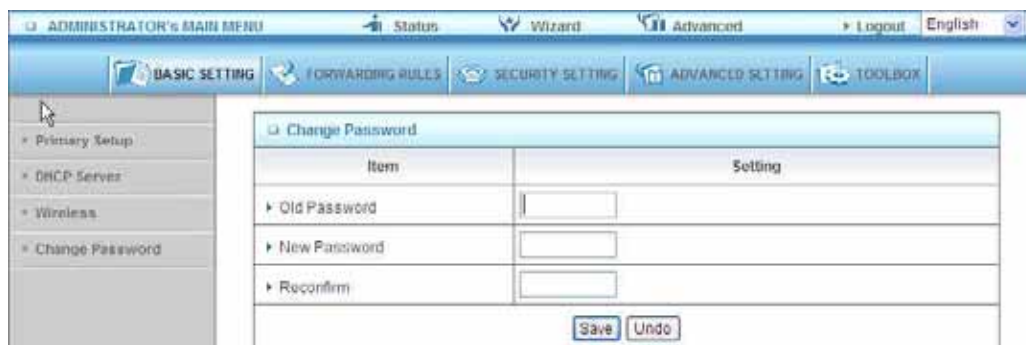 ADMINISTRATOR's MAIN MENU Status Wizard Advanced Logout English
BASIC SETTING FORWARDING RULES SECURITY SETTING ADVANCED SETTING TOOLBOX
Primary Setup
DHCP Server
Wireless
Change Password
Change Password
Item Setting
Old Password
New Password
Reconfirm
Save Undo